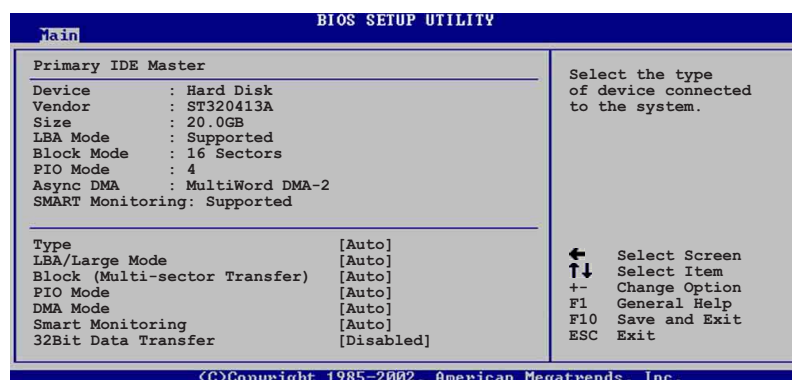 BIOS SETUP UTILITY
Main
Primary IDE Master
Device : Hard Disk
Vendor : ST320413A
Size : 20.0GB
LBA Mode : Supported
Block Mode : 16 Sectors
PIO Mode : 4
Async DMA : MultiWord DMA-2
SMART Monitoring: Supported
Type [Auto]
LBA/Large Mode [Auto]
Block (Multi-sector Transfer) [Auto]
PIO Mode [Auto]
DMA Mode [Auto]
Smart Monitoring [Auto]
32Bit Data Transfer [Disabled]
Select the type
of device connected
to the system.
← Select Screen
↑↓ Select Item
+- Change Option
F1 General Help
F10 Save and Exit
ESC Exit
(C)Copyright 1985-2002, American Megatrends, Inc.